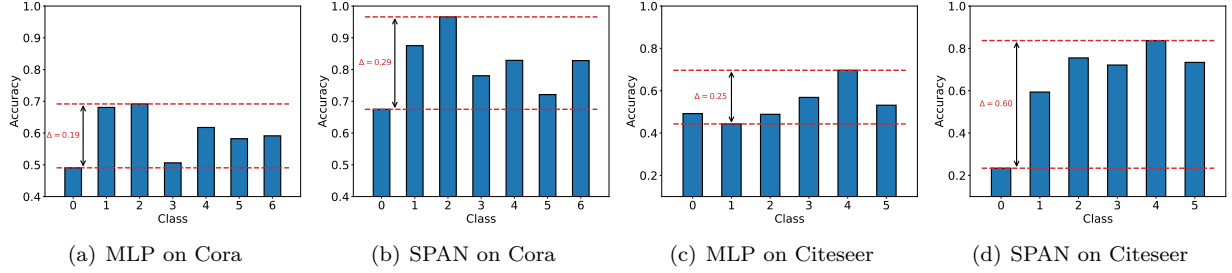 1.0
0.9
0.8
0.7
0.6
0.5
0.4
Accuracy
Δ = 0.19
0 1 2 3 4 5 6
Class
(a) MLP on Cora
1.0
0.9
0.8
0.7
0.6
0.5
0.4
Accuracy
Δ = 0.29
0 1 2 3 4 5 6
Class
(b) SPAN on Cora
1.0
0.8
0.6
0.4
0.2
Accuracy
Δ = 0.25
0 1 2 3 4 5
Class
(c) MLP on Citeseer
1.0
0.8
0.6
0.4
0.2
Accuracy
Δ = 0.60
0 1 2 3 4 5
Class
(d) SPAN on Citeseer